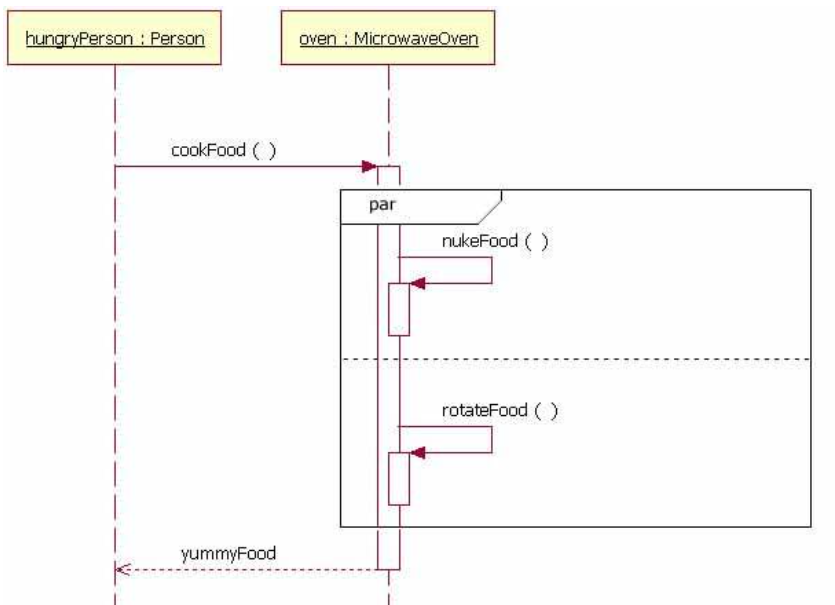 hungryPerson : Person
oven : MicrowaveOven
cookFood ( )
par
nukeFood ( )
rotateFood ( )
yummyFood